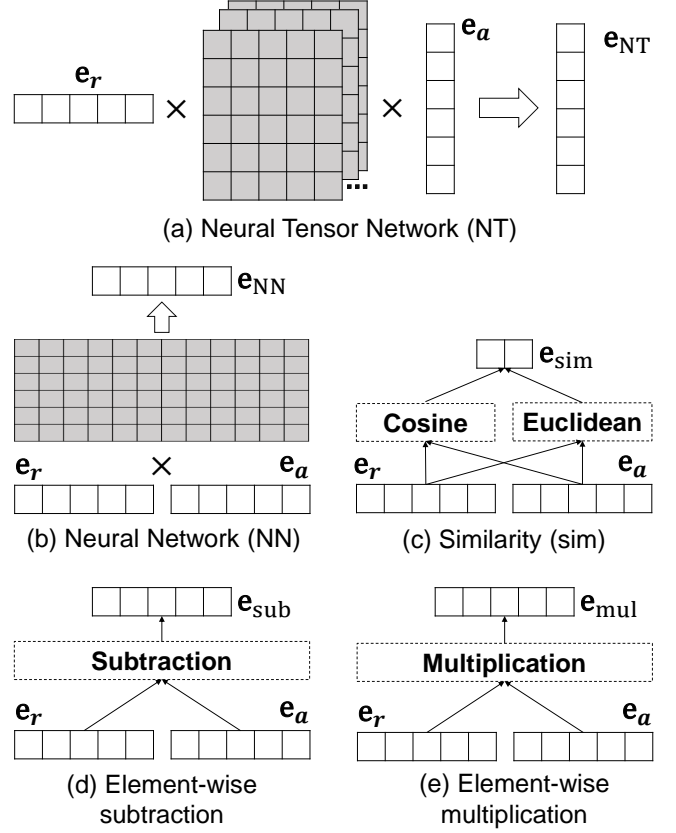 e_r × × e_a e_NT
...
(a) Neural Tensor Network (NT)
e_NN
e_r × e_a
(b) Neural Network (NN)
e_sim
Cosine Euclidean
e_r e_a
(c) Similarity (sim)
e_sub
Subtraction
e_r e_a
(d) Element-wise
subtraction
e_mul
Multiplication
e_r e_a
(e) Element-wise
multiplication